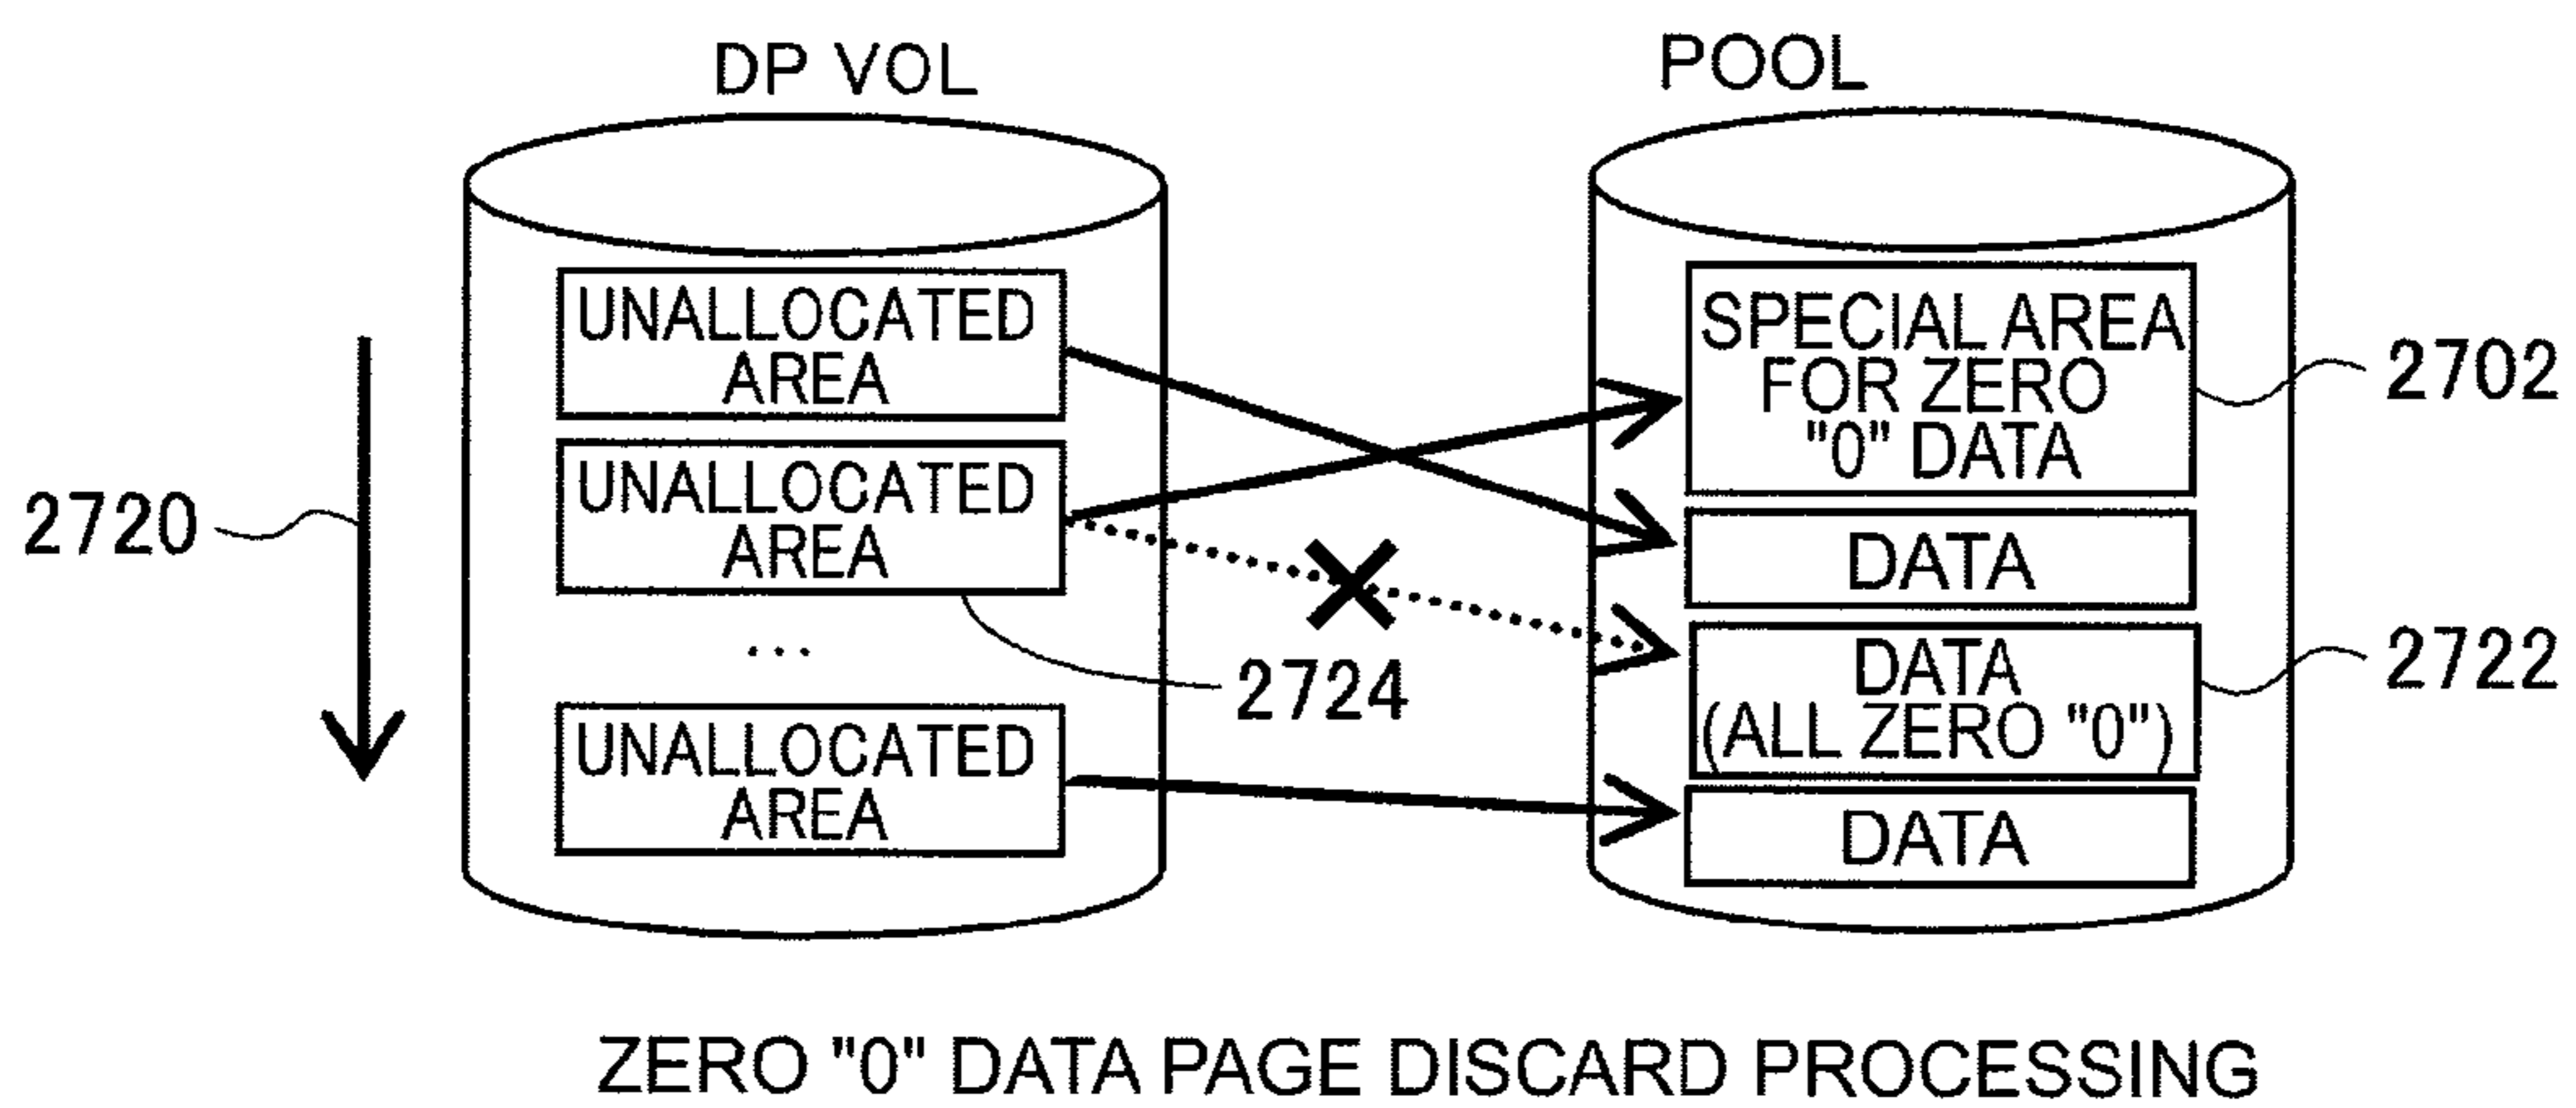 DP VOL
POOL
UNALLOCATED
AREA
UNALLOCATED
AREA
...
UNALLOCATED
AREA
2720
2724
SPECIAL AREA
FOR ZERO
"0" DATA
DATA
DATA
(ALL ZERO "0")
DATA
2702
2722
ZERO "0" DATA PAGE DISCARD PROCESSING